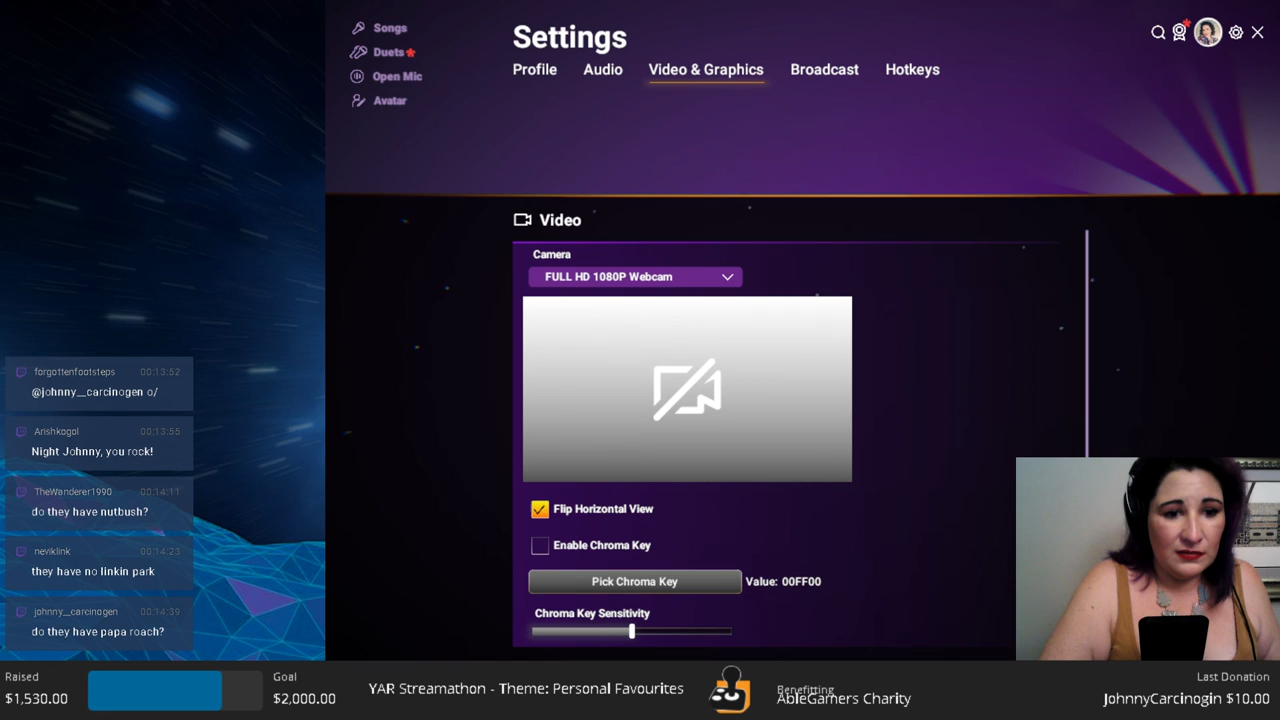 Songs
Duets
Open Mic
Avatar
Settings
Profile Audio Video & Graphics Broadcast Hotkeys
Video
Camera
FULL HD 1080P Webcam
Flip Horizontal View
Enable Chroma Key
Pick Chroma Key Value: 00FF00
Chroma Key Sensitivity
forgottenfootsteps 00:13:52
@johnny__carcinogen o/
Arishkogol 00:13:55
Night Johnny, you rock!
TheWanderer1990 00:14:11
do they have nutbush?
neviklink 00:14:23
they have no linkin park
johnny__carcinogen 00:14:39
do they have papa roach?
Raised
$1,530.00
Goal
$2,000.00
YAR Streamathon - Theme: Personal Favourites
Benefitting
AbleGamers Charity
Last Donation
JohnnyCarcinogin $10.00